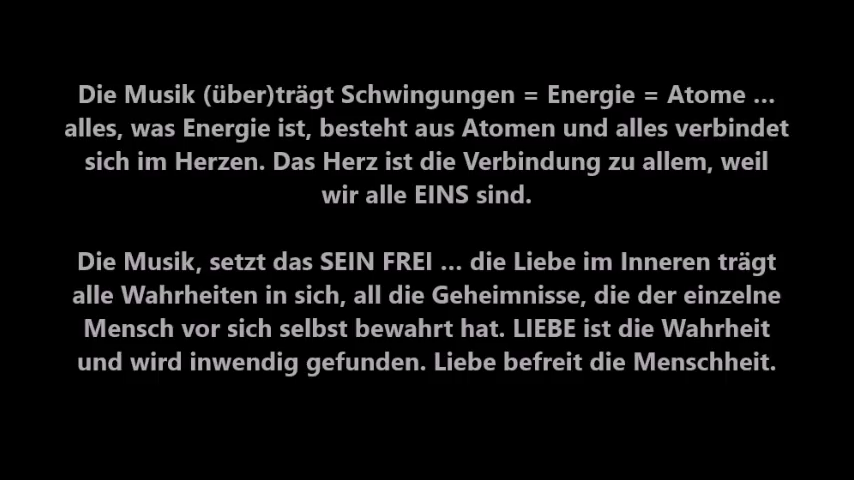 Die Musik (über)trägt Schwingungen = Energie = Atome ...
alles, was Energie ist, besteht aus Atomen und alles verbindet
sich im Herzen. Das Herz ist die Verbindung zu allem, weil
wir alle EINS sind.
Die Musik, setzt das SEIN FREI ... die Liebe im Inneren trägt
alle Wahrheiten in sich, all die Geheimnisse, die der einzelne
Mensch vor sich selbst bewahrt hat. LIEBE ist die Wahrheit
und wird inwendig gefunden. Liebe befreit die Menschheit.